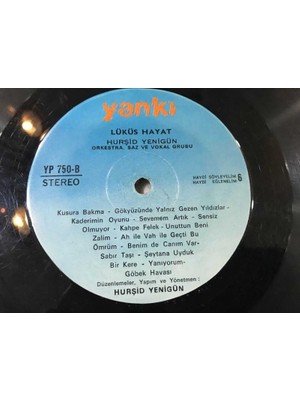 yankı
LÜKÜS HAYAT
HURŞİD YENİGÜN
ORKESTRA, SAZ VE VOKAL GRUBU
YP 750-B
STEREO
HAYDİ SÖYLEYELİM
HAYDİ EĞLENELİM 6
Kusura Bakma - Gökyüzünde Yalnız Gezen Yıldızlar -
Kaderimin Oyunu - Sevemem Artık - Sensiz
Olmuyor - Kahpe Felek - Unuttun Beni
Zalim - Ah ile Vah ile Geçti Bu
Ömrüm - Benim de Canım Var -
Sabır Taşı - Şeytana Uyduk
Bir Kere - Yanıyorum -
Göbek Havası
Düzenlemeler, Yapım ve Yönetmen :
HURŞİD YENİGÜN